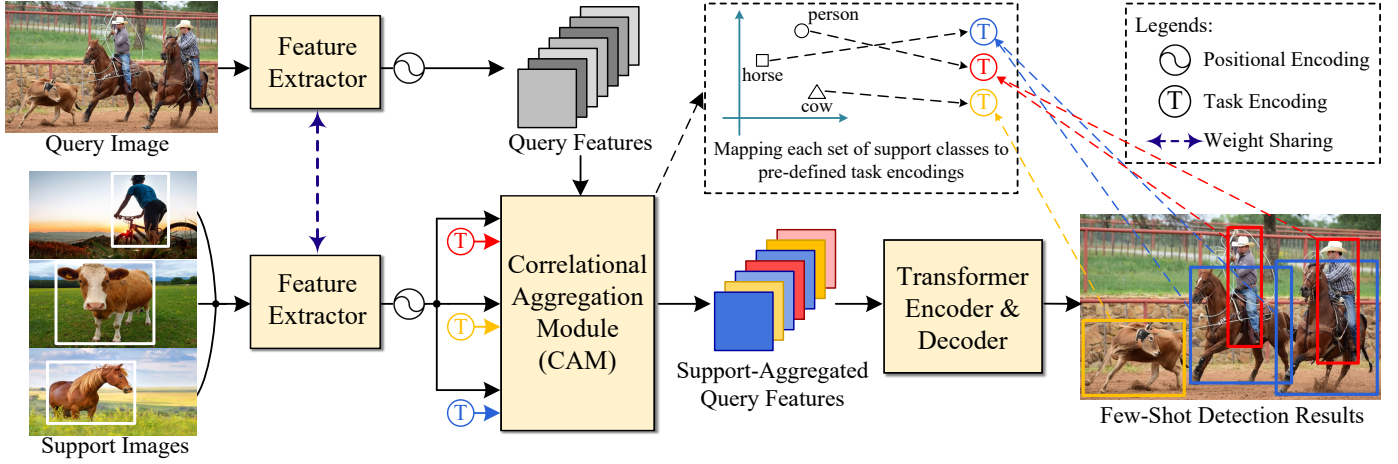 Query Image
Feature
Extractor
Query Features
person
horse
cow
T
T
T
Mapping each set of support classes to
pre-defined task encodings
Legends:
Positional Encoding
T Task Encoding
Weight Sharing
Support Images
Feature
Extractor
T
T
T
Correlational
Aggregation
Module
(CAM)
Support-Aggregated
Query Features
Transformer
Encoder &
Decoder
Few-Shot Detection Results